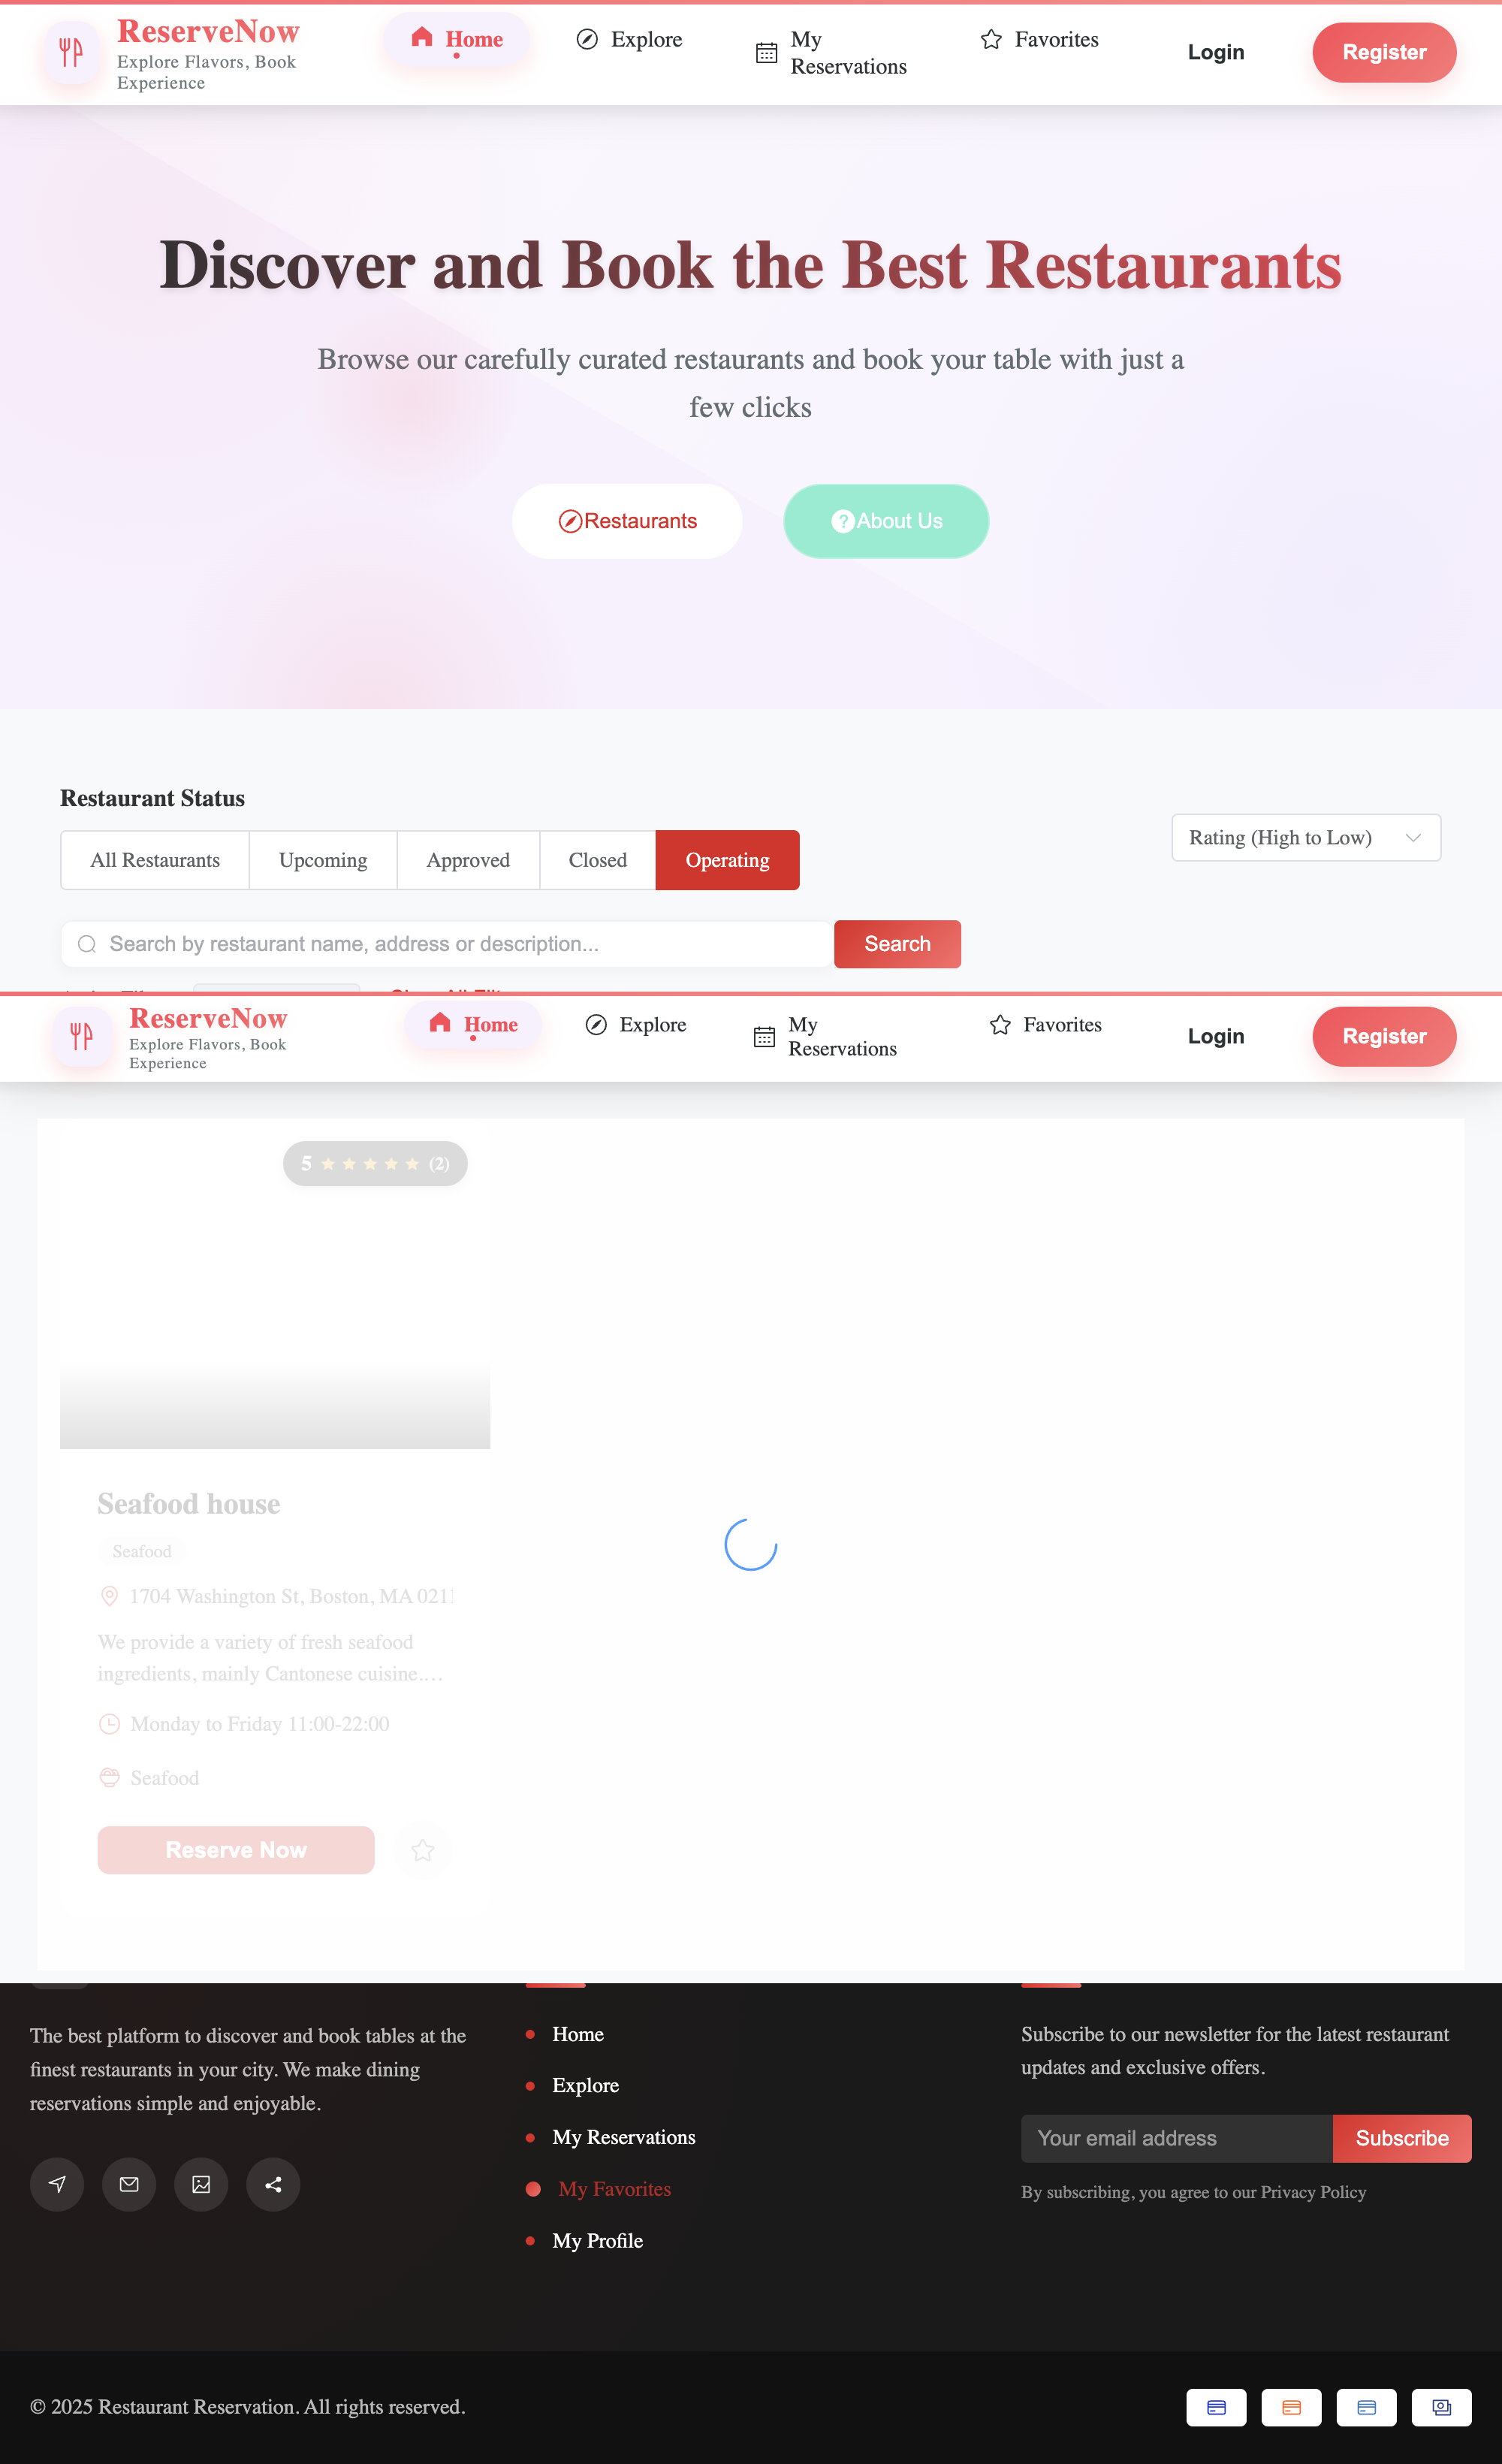 ReserveNow
Explore Flavors, Book
Experience
Home
Explore
My
Reservations
Favorites
Login
Register
Discover and Book the Best Restaurants
Browse our carefully curated restaurants and book your table with just a
few clicks
Restaurants
About Us
Restaurant Status
All Restaurants
Upcoming
Approved
Closed
Operating
Rating (High to Low)
Search by restaurant name, address or description...
Search
ReserveNow
Explore Flavors, Book
Experience
Home
Explore
My
Reservations
Favorites
Login
Register
5 (2)
Seafood house
Seafood
1704 Washington St, Boston, MA 021
We provide a variety of fresh seafood
ingredients, mainly Cantonese cuisine.…
Monday to Friday 11:00-22:00
Seafood
Reserve Now
The best platform to discover and book tables at the
finest restaurants in your city. We make dining
reservations simple and enjoyable.
Home
Explore
My Reservations
My Favorites
My Profile
Subscribe to our newsletter for the latest restaurant
updates and exclusive offers.
Your email address
Subscribe
By subscribing, you agree to our Privacy Policy
© 2025 Restaurant Reservation. All rights reserved.